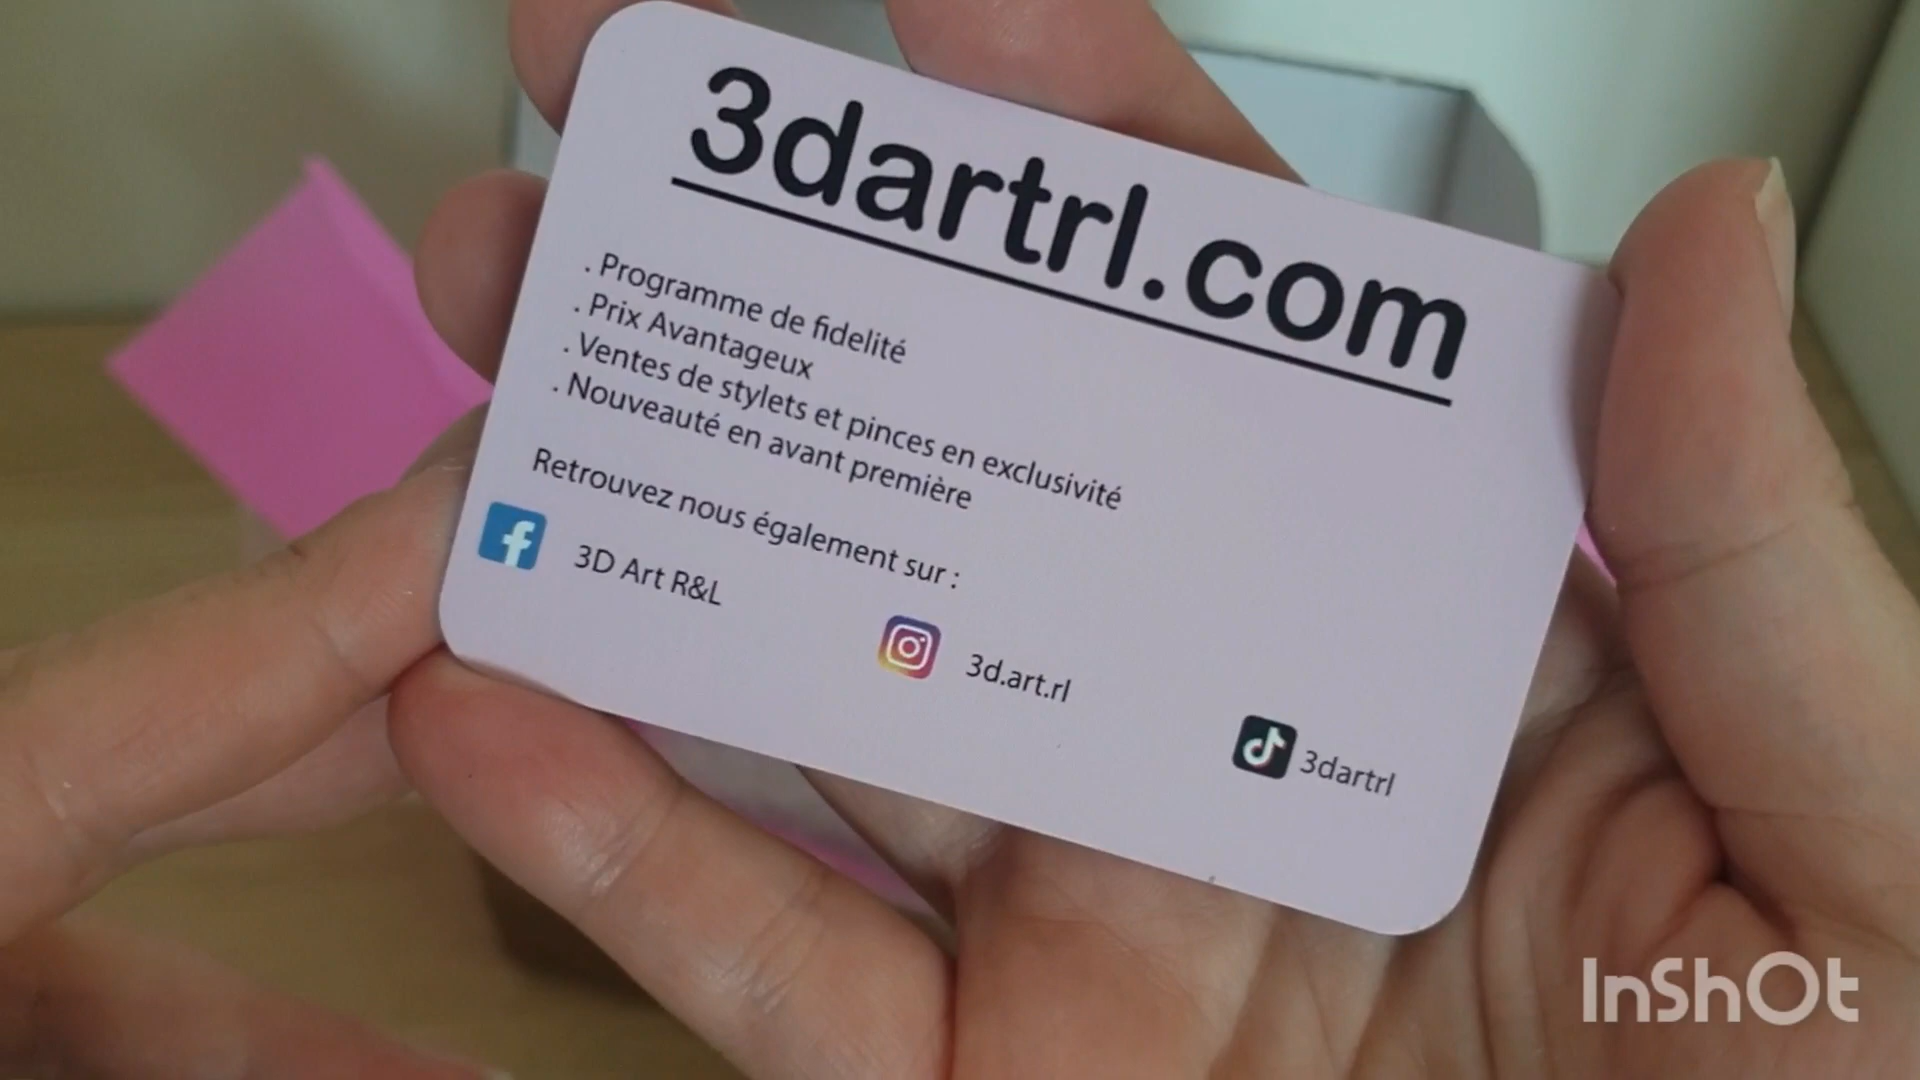 3dartrl.com
. Programme de fidelité
. Prix Avantageux
. Ventes de stylets et pinces en exclusivité
. Nouveauté en avant première
Retrouvez nous également sur :
3D Art R&L
3d.art.rl
3dartrl
InShOt